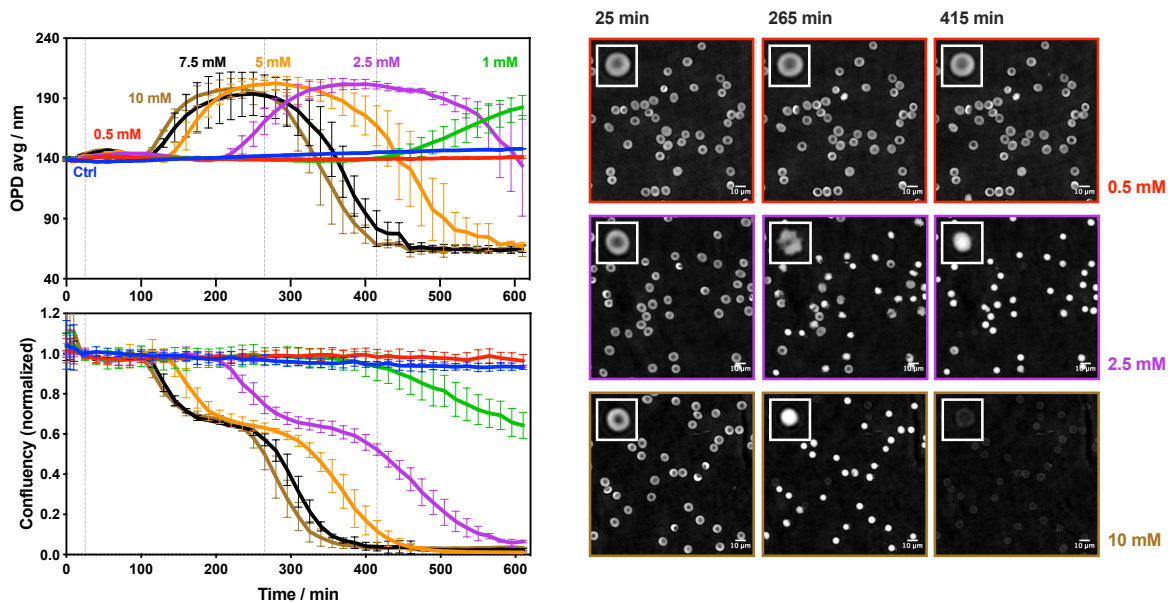 25 min 265 min 415 min
240
190
140
90
40
OPD avg / nm
7.5 mM 5 mM 2.5 mM 1 mM
10 mM
0.5 mM
Ctrl
0 100 200 300 400 500 600
1.2
1.0
0.8
0.6
0.4
0.2
0.0
Confluency (normalized)
0 100 200 300 400 500 600
Time / min
10 µm 10 µm 10 µm
0.5 mM
10 µm 10 µm 10 µm
2.5 mM
10 µm 10 µm 10 µm
10 mM